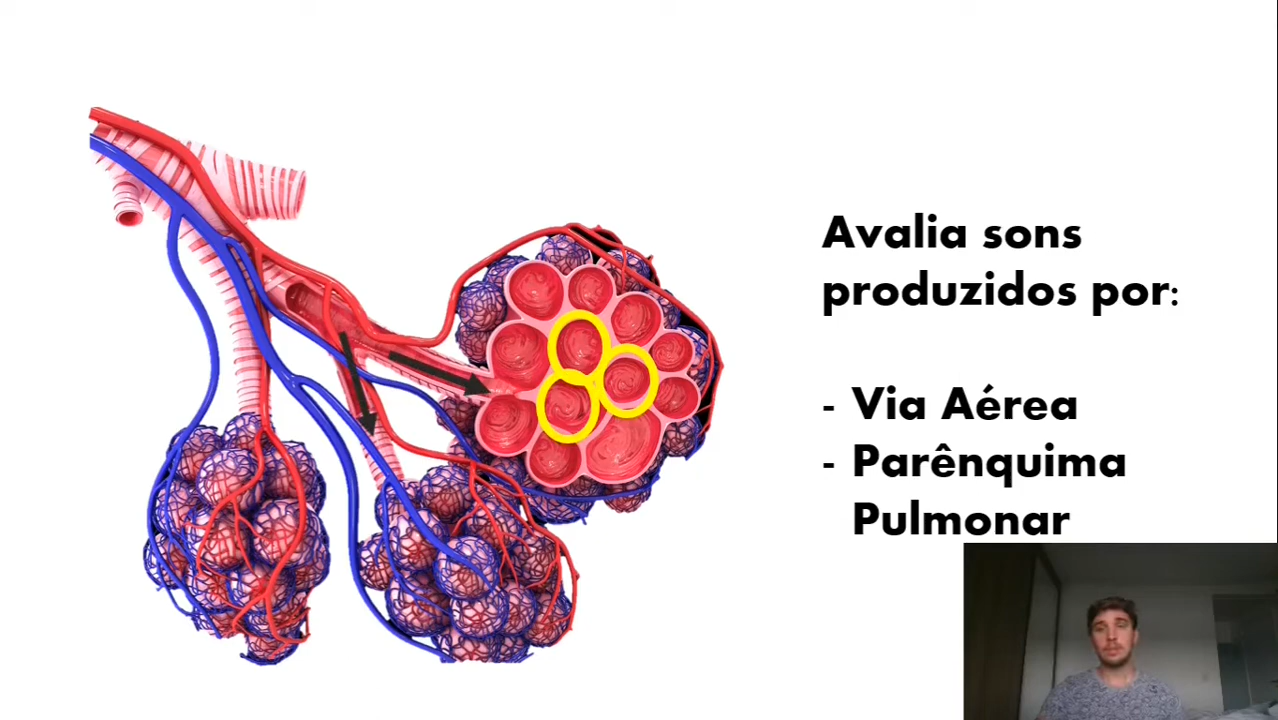 Avalia sons
produzidos por:
- Via Aérea
- Parênquima
Pulmonar